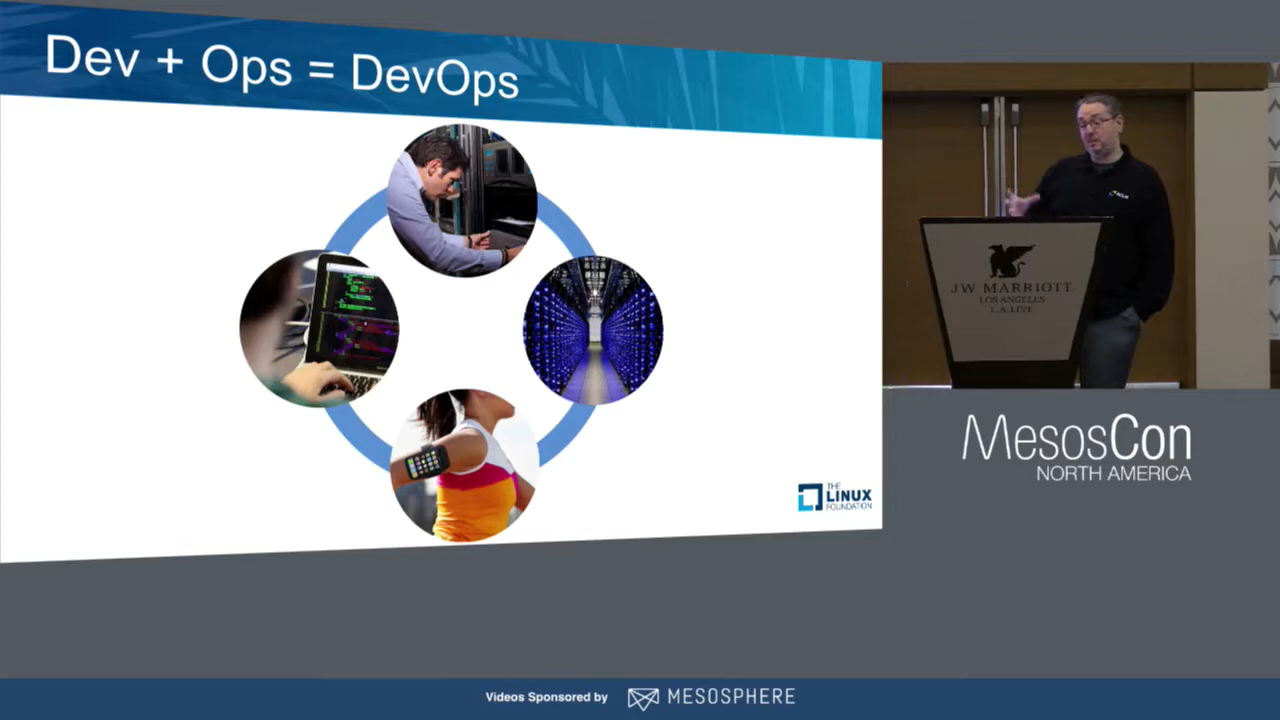 Dev + Ops = DevOps
JW MARRIOTT
LOS ANGELES
L.A. LIVE
MesosCon
NORTH AMERICA
THE
LINUX
FOUNDATION
Videos Sponsored by MESOSPHERE